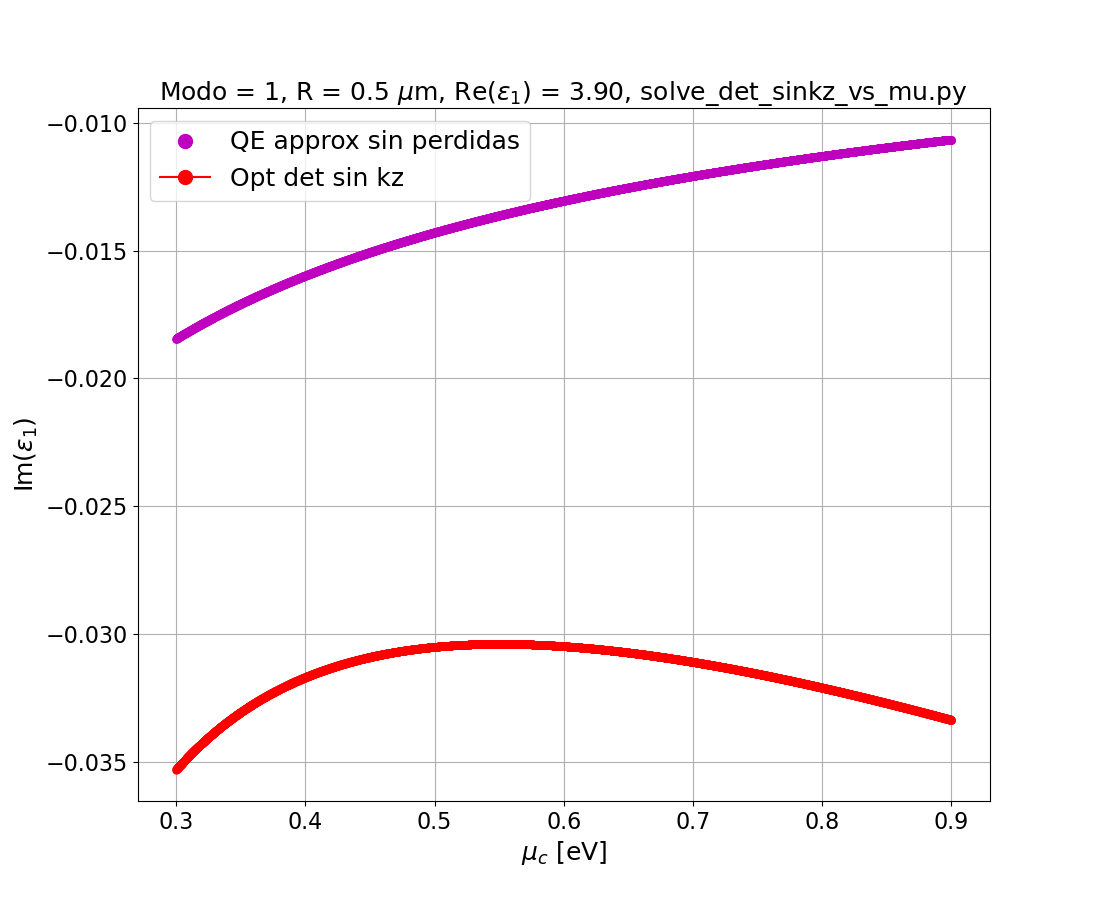 Modo = 1, R = 0.5 μm, Re(ε₁) = 3.90, solve_det_sinkz_vs_mu.py
QE approx sin perdidas
Opt det sin kz
−0.010
−0.015
−0.020
−0.025
−0.030
−0.035
Im(ε₁)
0.3 0.4 0.5 0.6 0.7 0.8 0.9
μ_c [eV]